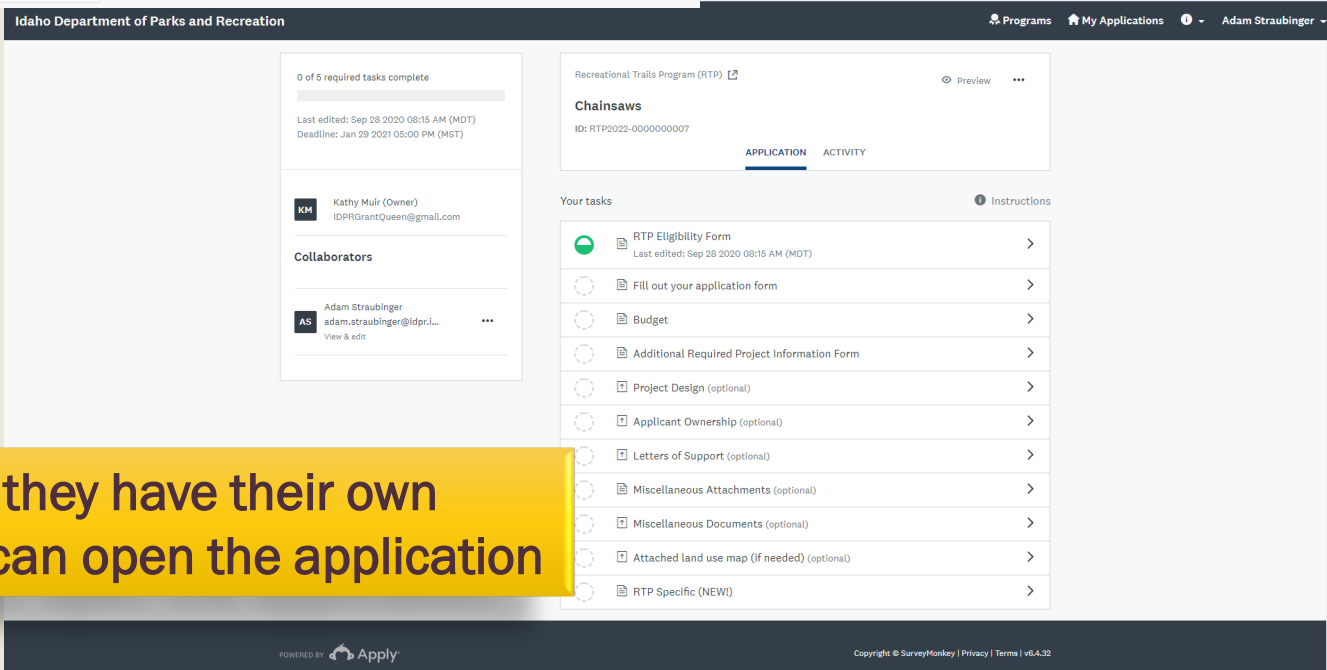 Idaho Department of Parks and Recreation
Programs My Applications Adam Straubinger
0 of 5 required tasks complete
Last edited: Sep 28 2020 08:15 AM (MDT)
Deadline: Jan 29 2021 05:00 PM (MST)
KM
Kathy Muir (Owner)
IDPRGrantQueen@gmail.com
Collaborators
AS
Adam Straubinger
adam.straubinger@idpr.i...
View & edit
Recreational Trails Program (RTP)
Preview
Chainsaws
ID: RTP2022-0000000007
APPLICATION ACTIVITY
Your tasks
Instructions
RTP Eligibility Form
Last edited: Sep 28 2020 08:15 AM (MDT)
Fill out your application form
Budget
Additional Required Project Information Form
Project Design (optional)
Applicant Ownership (optional)
Letters of Support (optional)
Miscellaneous Attachments (optional)
Miscellaneous Documents (optional)
Attached land use map (if needed) (optional)
RTP Specific (NEW!)
they have their own
can open the application
POWERED BY Apply
Copyright © SurveyMonkey | Privacy | Terms | v6.4.32